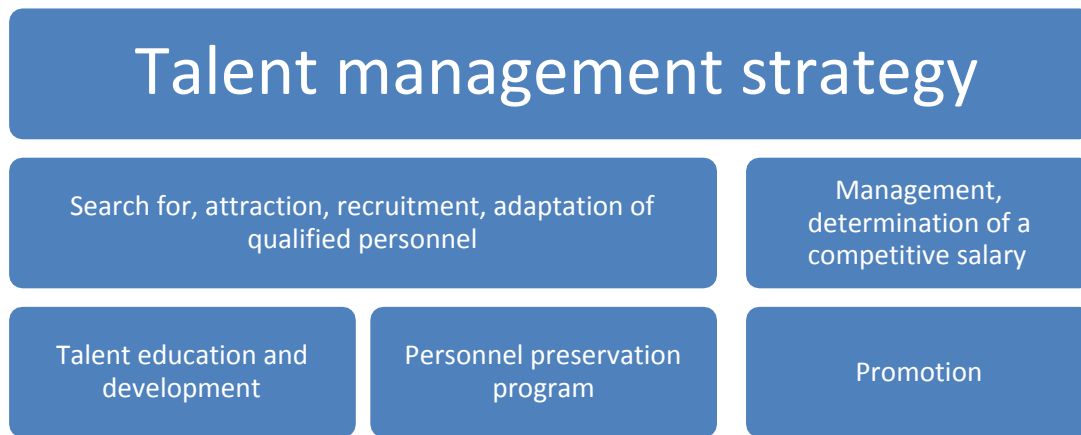 Talent management strategy
Search for, attraction, recruitment, adaptation of
qualified personnel
Management,
determination of a
competitive salary
Talent education and
development
Personnel preservation
program
Promotion